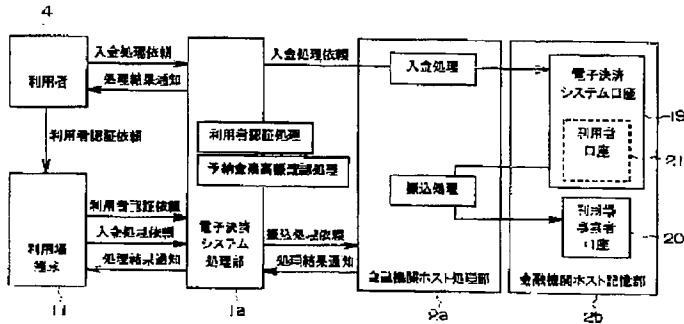 4
入金処理依頼
処理結果通知
利用者
利用者認証依頼
入金処理依頼
入金処理
電子決済
システム口座
19
利用者
口座
21
利用者認証処理
予納金残高額確認処理
振込処理
利用者認証依頼
入金処理依頼
処理結果通知
利用場
端末
電子決済
システム
処理部
振込処理依頼
処理結果通知
利用場
事業者
口座
20
金融機関ホスト処理部
金融機関ホスト記憶部
11
1a
2a
2b